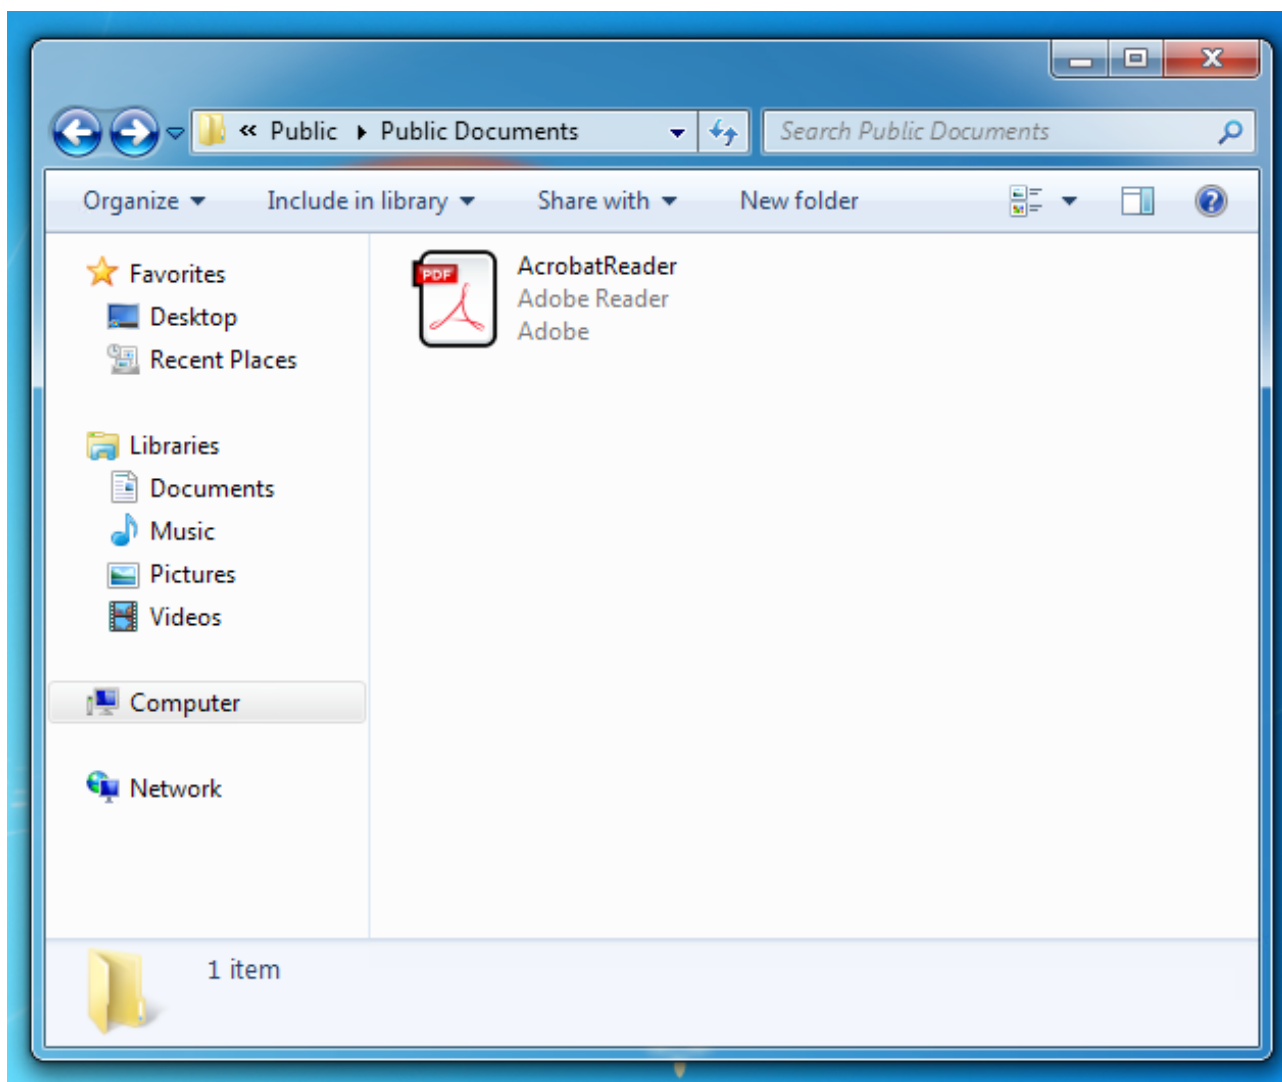 « Public ▸ Public Documents
Search Public Documents
Organize
Include in library
Share with
New folder
Favorites
Desktop
Recent Places
Libraries
Documents
Music
Pictures
Videos
Computer
Network
PDF
AcrobatReader
Adobe Reader
Adobe
1 item